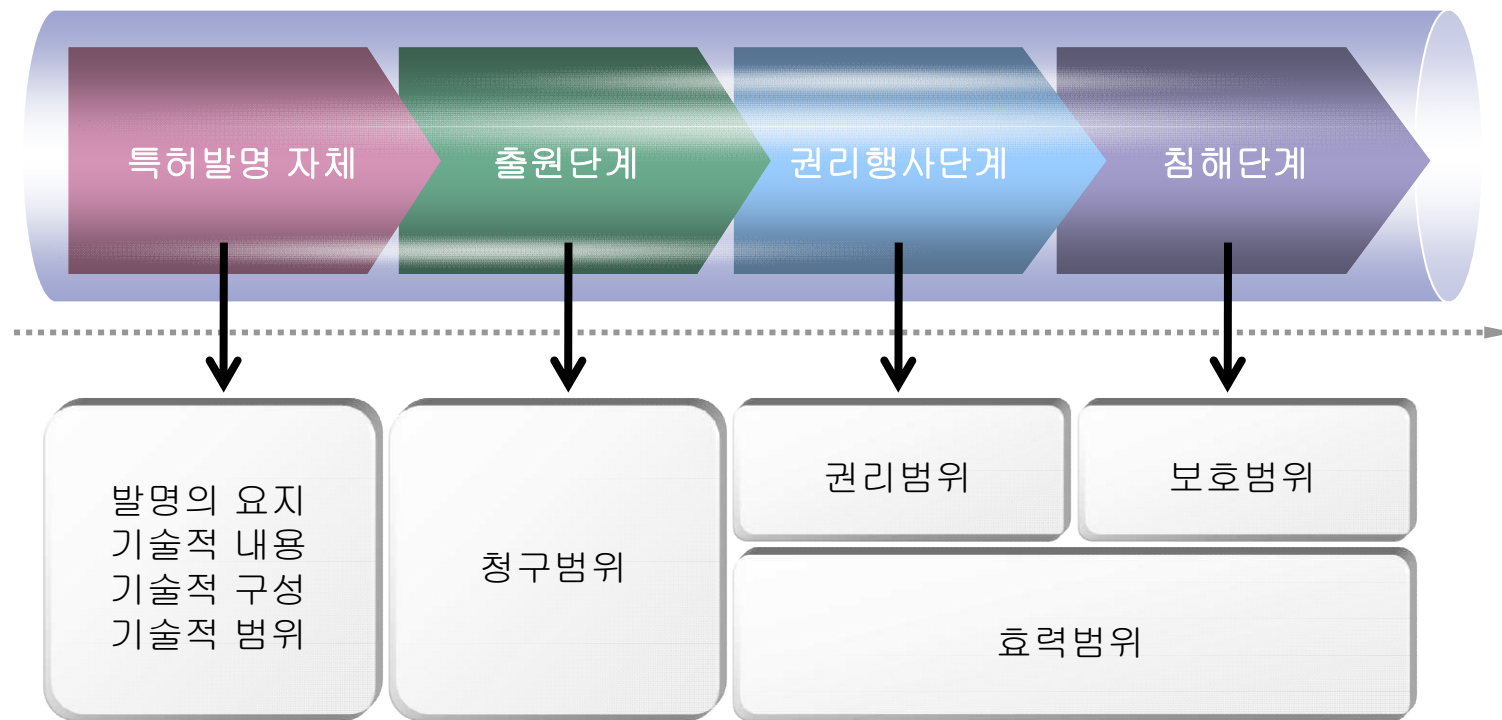 특허발명 자체
출원단계
권리행사단계
침해단계
발명의 요지
기술적 내용
기술적 구성
기술적 범위
청구범위
권리범위
보호범위
효력범위